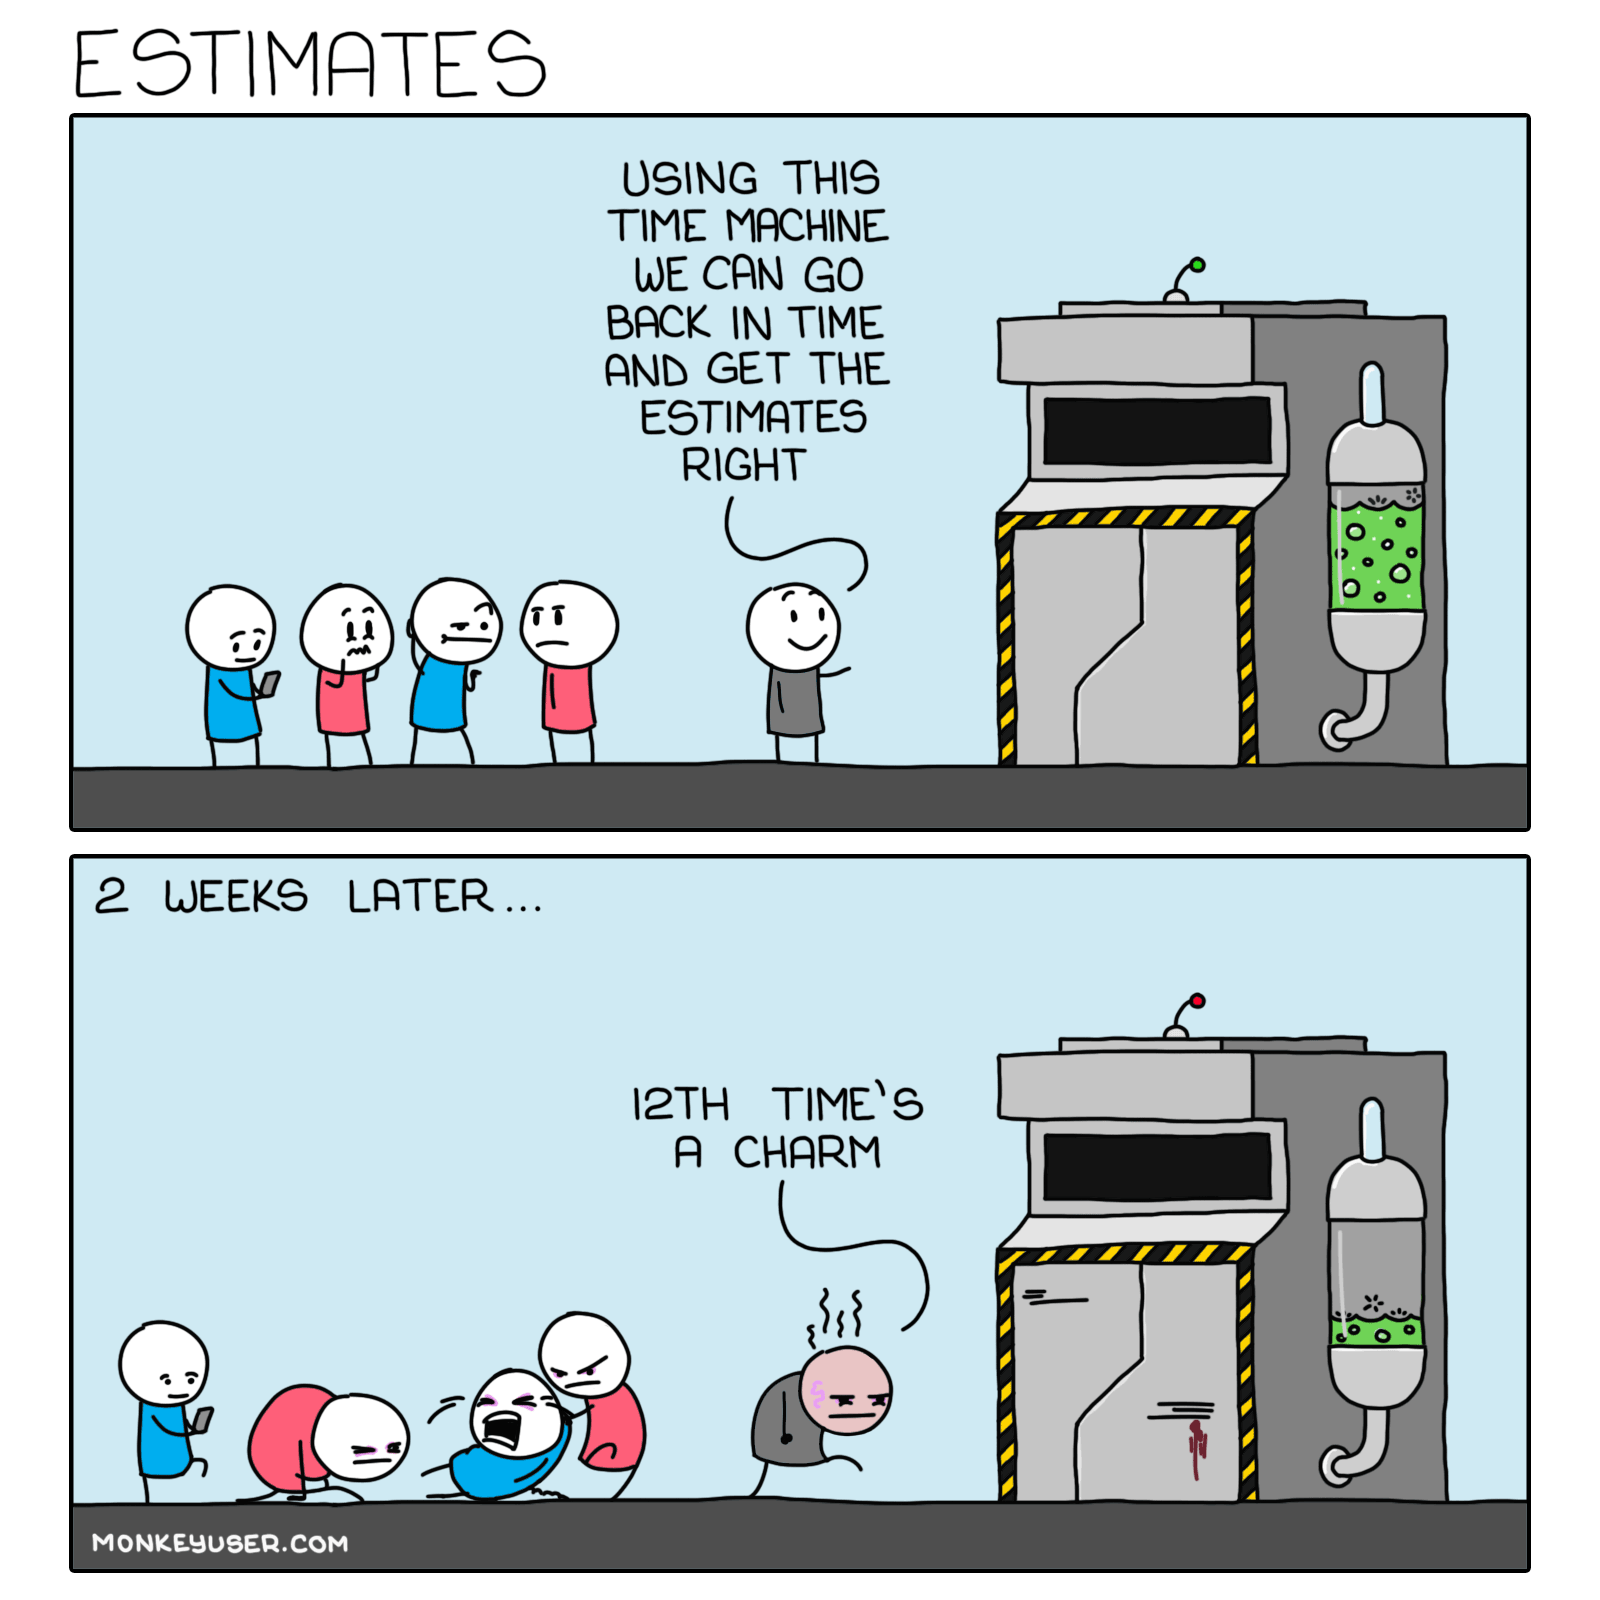 ESTIMATES
USING THIS
TIME MACHINE
WE CAN GO
BACK IN TIME
AND GET THE
ESTIMATES
RIGHT
2 WEEKS LATER...
12TH TIME'S
A CHARM
MONKEYUSER.COM